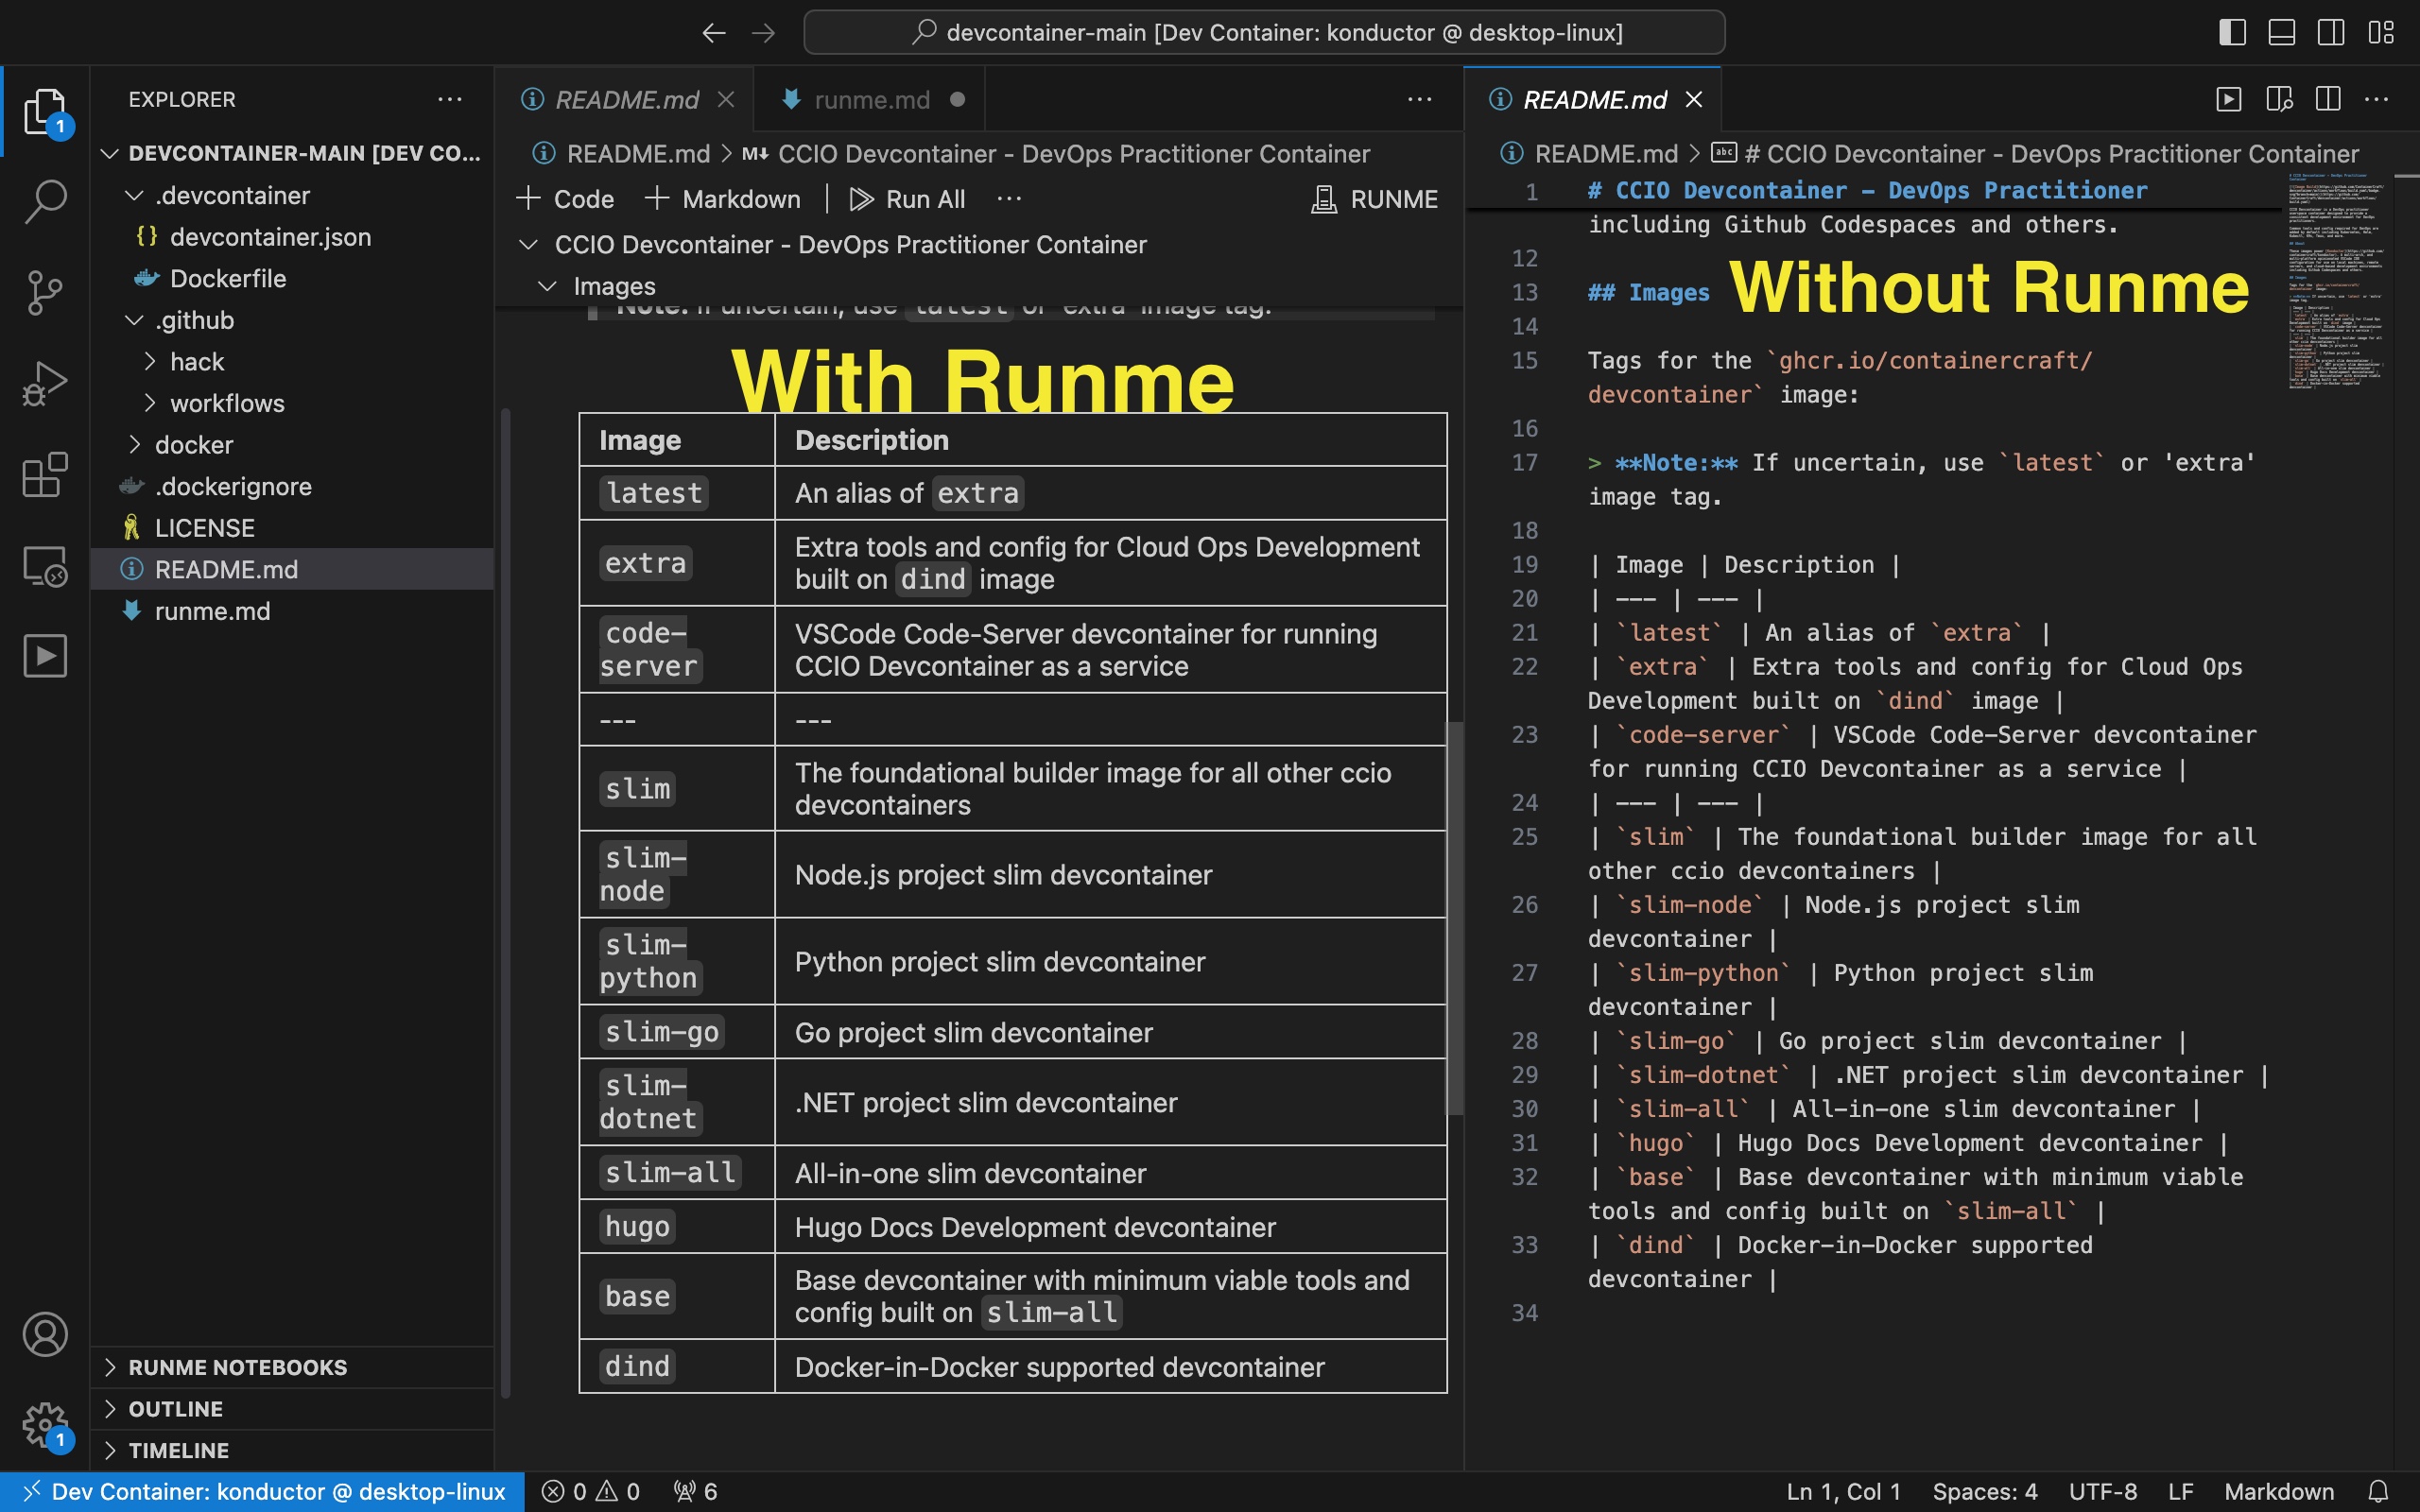 devcontainer-main [Dev Container: konductor @ desktop-linux]
EXPLORER
DEVCONTAINER-MAIN [DEV CO...
.devcontainer
devcontainer.json
Dockerfile
.github
hack
workflows
docker
.dockerignore
LICENSE
README.md
runme.md
RUNME NOTEBOOKS
OUTLINE
TIMELINE
1
1
README.md
runme.md
README.md > CCIO Devcontainer - DevOps Practitioner Container
+ Code + Markdown | Run All ... RUNME
CCIO Devcontainer - DevOps Practitioner Container
Images
Note: If uncertain, use latest or 'extra' image tag.
With Runme
Image Description
latest An alias of extra
extra Extra tools and config for Cloud Ops Development
built on dind image
code-
server VSCode Code-Server devcontainer for running
CCIO Devcontainer as a service
--- ---
slim The foundational builder image for all other ccio
devcontainers
slim-
node Node.js project slim devcontainer
slim-
python Python project slim devcontainer
slim-go Go project slim devcontainer
slim-
dotnet .NET project slim devcontainer
slim-all All-in-one slim devcontainer
hugo Hugo Docs Development devcontainer
base Base devcontainer with minimum viable tools and
config built on slim-all
dind Docker-in-Docker supported devcontainer
README.md
README.md > abc # CCIO Devcontainer - DevOps Practitioner Container
1 # CCIO Devcontainer - DevOps Practitioner
including Github Codespaces and others.
12
Without Runme
13 ## Images
14
15 Tags for the `ghcr.io/containercraft/
devcontainer` image:
16
17 > **Note:** If uncertain, use `latest` or 'extra'
image tag.
18
19 | Image | Description |
20 | --- | --- |
21 | `latest` | An alias of `extra` |
22 | `extra` | Extra tools and config for Cloud Ops
Development built on `dind` image |
23 | `code-server` | VSCode Code-Server devcontainer
for running CCIO Devcontainer as a service |
24 | --- | --- |
25 | `slim` | The foundational builder image for all
other ccio devcontainers |
26 | `slim-node` | Node.js project slim
devcontainer |
27 | `slim-python` | Python project slim
devcontainer |
28 | `slim-go` | Go project slim devcontainer |
29 | `slim-dotnet` | .NET project slim devcontainer |
30 | `slim-all` | All-in-one slim devcontainer |
31 | `hugo` | Hugo Docs Development devcontainer |
32 | `base` | Base devcontainer with minimum viable
tools and config built on `slim-all` |
33 | `dind` | Docker-in-Docker supported
devcontainer |
34
Dev Container: konductor @ desktop-linux 0 0 6
Ln 1, Col 1 Spaces: 4 UTF-8 LF Markdown